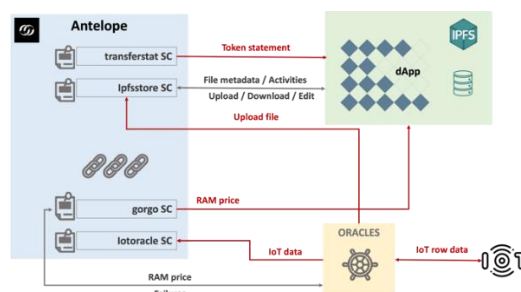 Antelope
IPFS
transferstat SC
Token statement
dApp
File metadata / Activities
Ipfsstore SC
Upload / Download / Edit
Upload file
gorgo SC
RAM price
ORACLES
Iotoracle SC
IoT data
IoT row data
RAM price